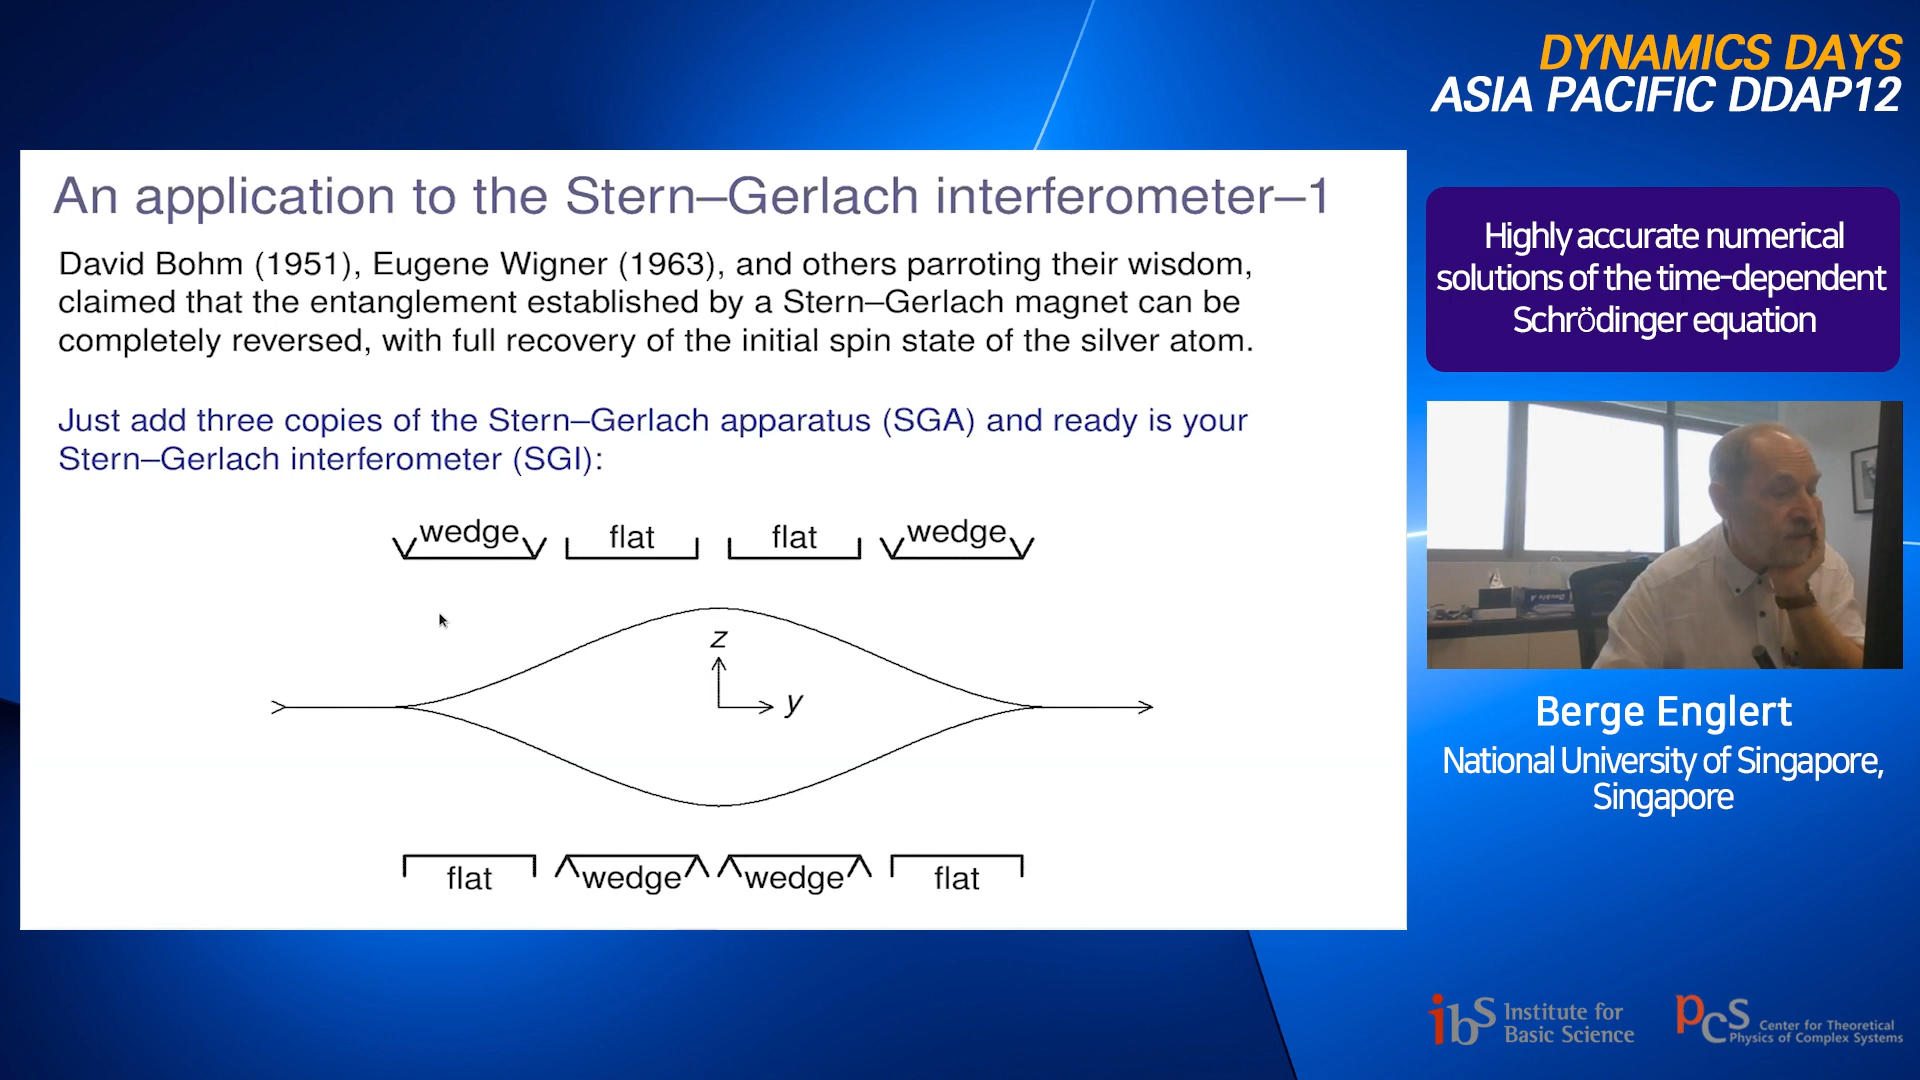 DYNAMICS DAYS
ASIA PACIFIC DDAP12
An application to the Stern–Gerlach interferometer–1
David Bohm (1951), Eugene Wigner (1963), and others parroting their wisdom,
claimed that the entanglement established by a Stern–Gerlach magnet can be
completely reversed, with full recovery of the initial spin state of the silver atom.
Just add three copies of the Stern–Gerlach apparatus (SGA) and ready is your
Stern–Gerlach interferometer (SGI):
wedge flat flat wedge
z
y
flat wedge wedge flat
Highly accurate numerical
solutions of the time-dependent
Schrödinger equation
Double A
Berge Englert
National University of Singapore,
Singapore
ibs Institute for
Basic Science
PCS Center for Theoretical
Physics of Complex Systems